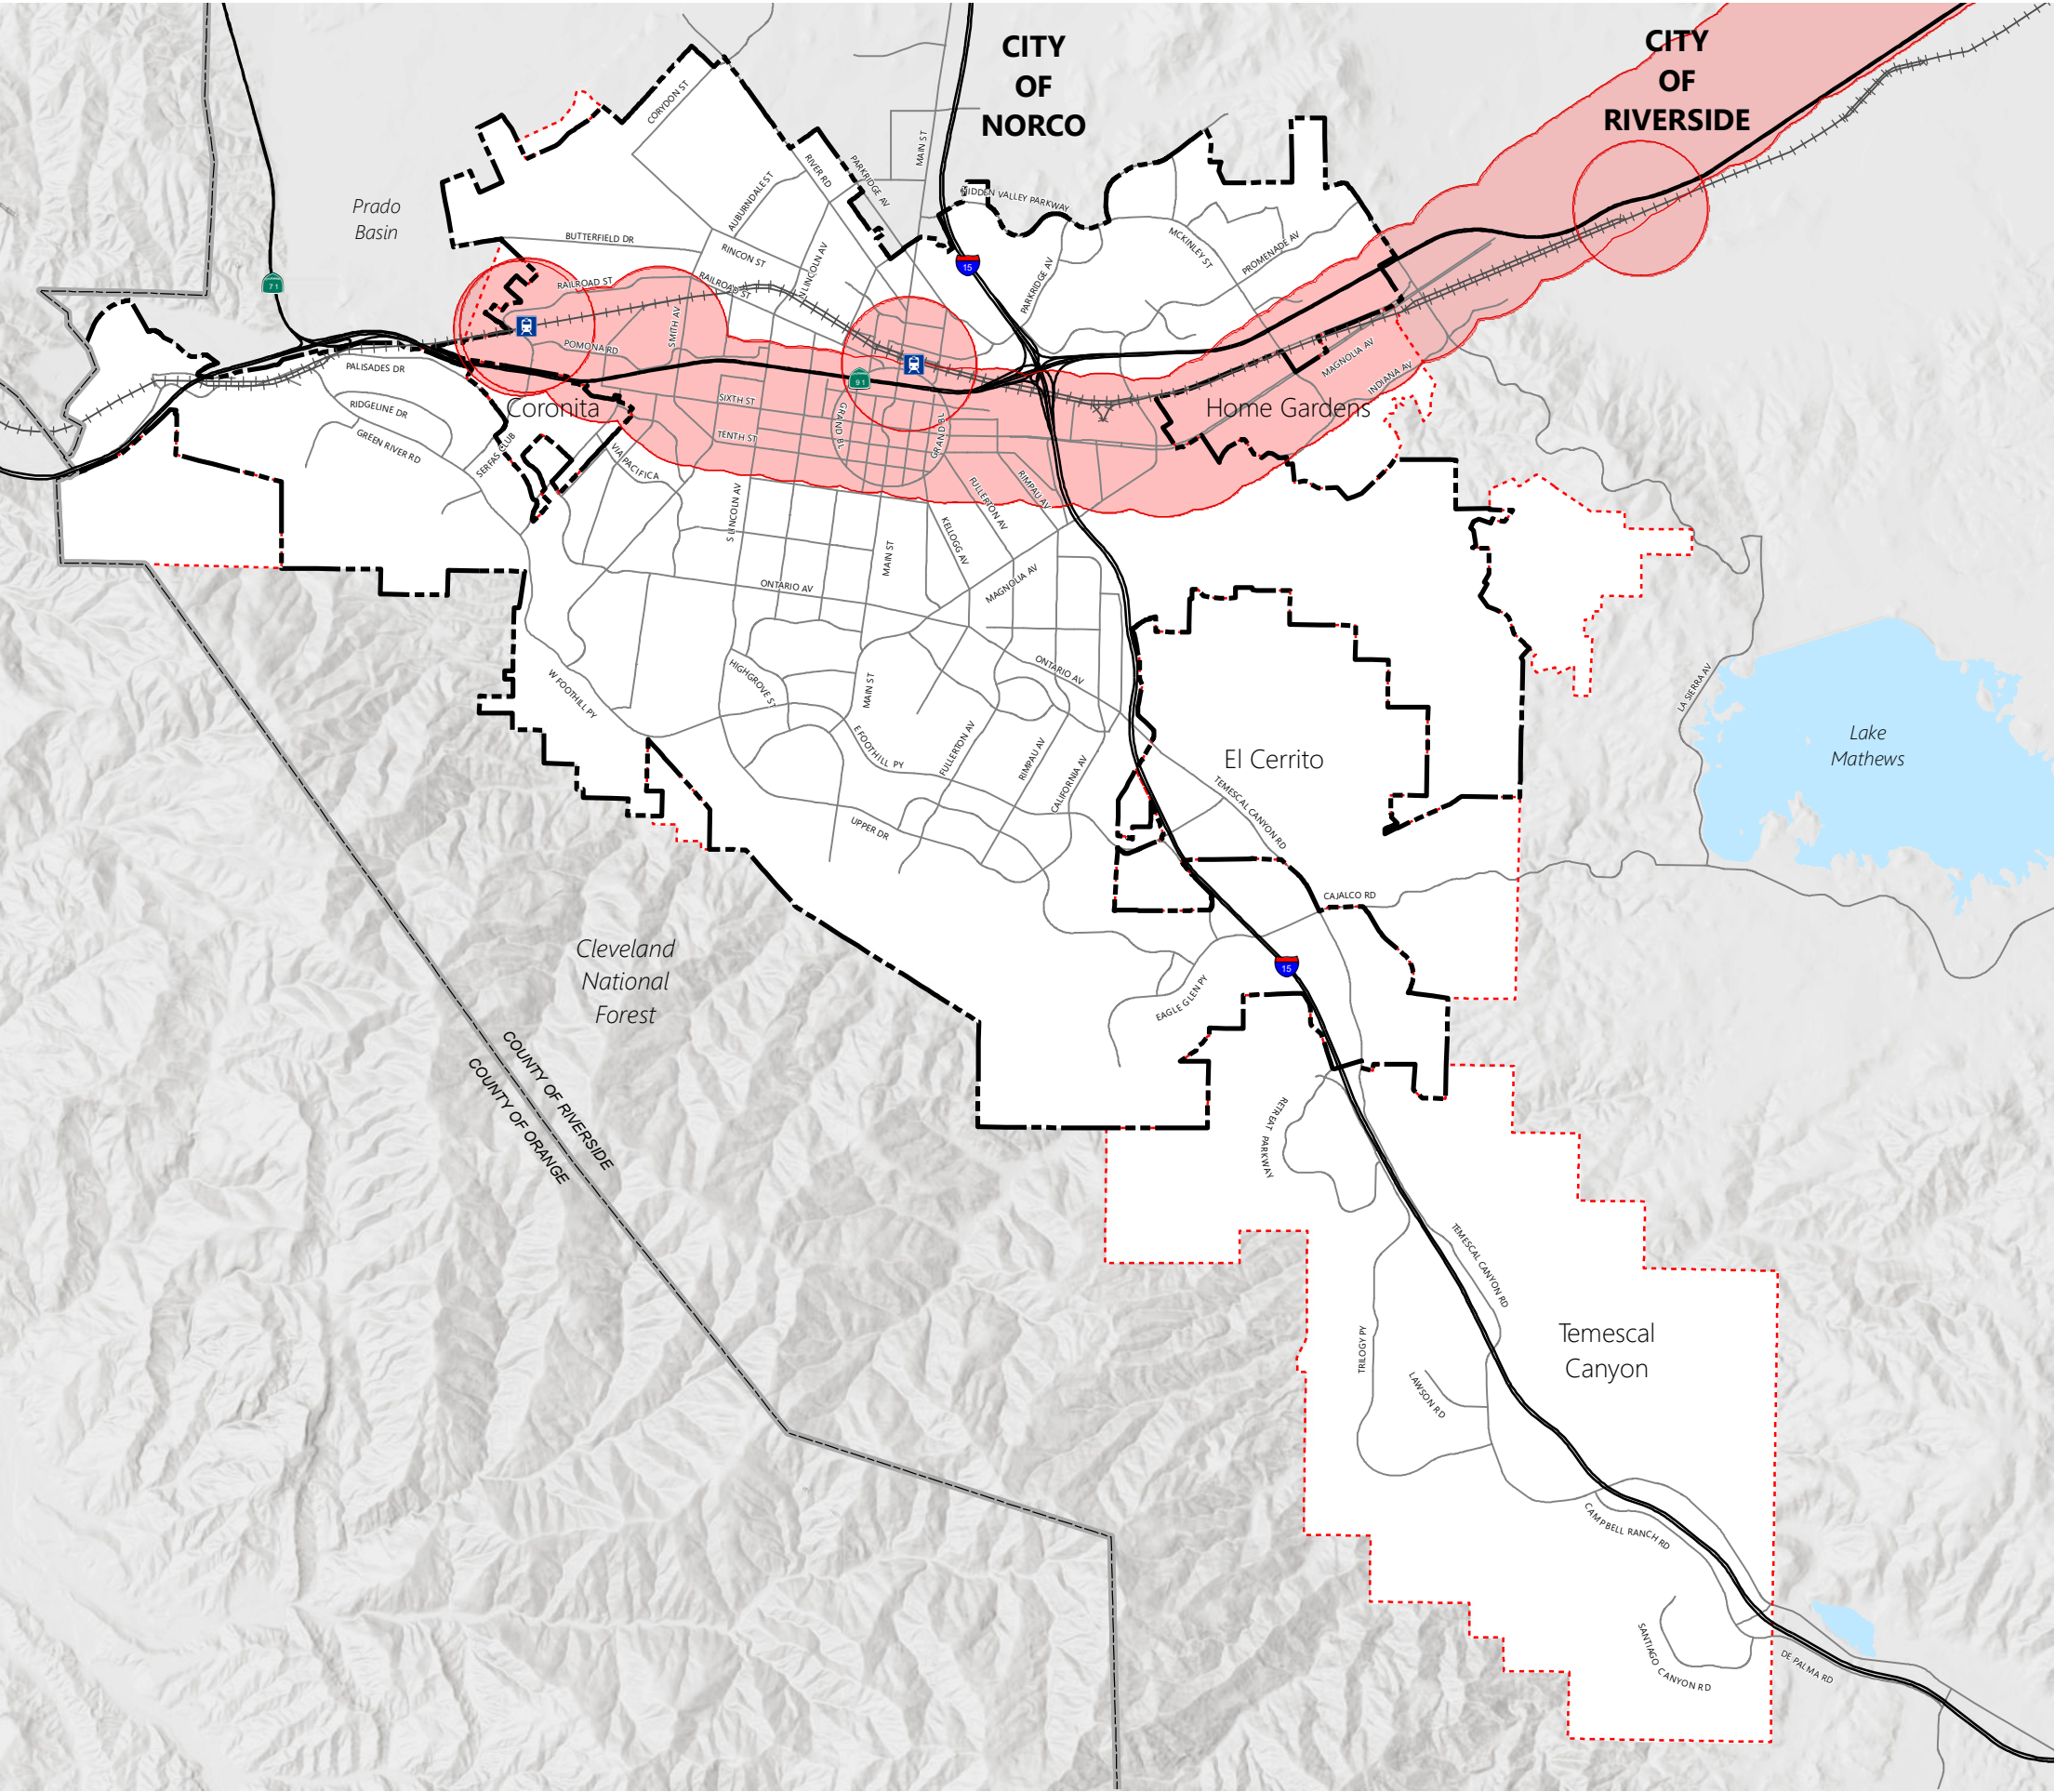 CITY
OF
NORCO
CITY
OF
RIVERSIDE
CORYDON ST
MAIN ST
RIVER RD
PARKRIDGE AV
AUBURNDALE ST
HIDDEN VALLEY PARKWAY
Prado
Basin
BUTTERFIELD DR
RINCON ST
N LINCOLN AV
MCKINLEY ST
PROMENADE AV
15
PARKRIDGE AV
71
RAILROAD ST
RAILROAD ST
SMITH AV
POMONA RD
PALISADES DR
MAGNOLIA AV
INDIANA AV
91
SIXTH ST
RIDGELINE DR
Coronita
Home Gardens
GRAND BL
GRAND BL
GREEN RIVER RD
SERFAS CLUB
TENTH ST
VIA PACIFICA
RIMPAU AV
FULLERTON AV
S LINCOLN AV
KELLOGG AV
MAIN ST
MAGNOLIA AV
ONTARIO AV
ONTARIO AV
HIGHGROVE ST
W FOOTHILL PY
MAIN ST
LA SIERRA AV
E FOOTHILL PY
FULLERTON AV
RIMPAU AV
CALIFORNIA AV
El Cerrito
Lake
Mathews
TEMESCAL CANYON RD
UPPER DR
CAJALCO RD
Cleveland
National
Forest
15
EAGLE GLEN PY
COUNTY OF RIVERSIDE
COUNTY OF ORANGE
RETREAT PARKWAY
TEMESCAL CANYON RD
TRILOGY PY
Temescal
Canyon
LAWSON RD
CAMPBELL RANCH RD
SANTIAGO CANYON RD
DE PALMA RD